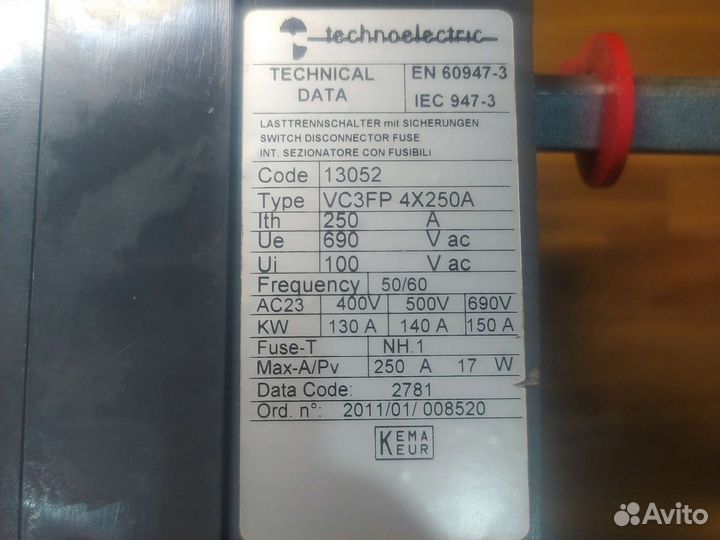 technoelectric
TECHNICAL DATA
EN 60947-3
IEC 947-3
LASTTRENNSCHALTER mit SICHERUNGEN
SWITCH DISCONNECTOR FUSE
INT. SEZIONATORE CON FUSIBILI
Code 13052
Type VC3FP 4X250A
Ith 250 A
Ue 690 V ac
Ui 100 V ac
Frequency 50/60
AC23 400V 500V 690V
KW 130 A 140 A 150 A
Fuse-T NH.1
Max-A/Pv 250 A 17 W
Data Code: 2781
Ord. n°: 2011/01/ 008520
KEMA
EUR
Avito